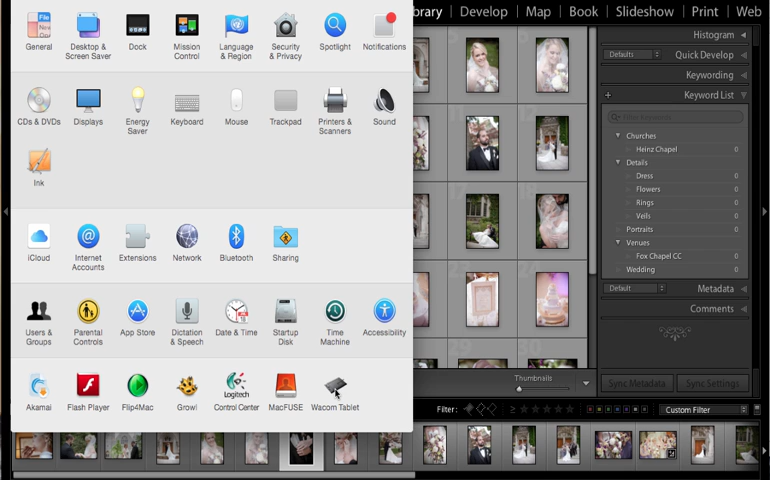 brary | Develop | Map | Book | Slideshow | Print | Web
General
Desktop &
Screen Saver
Dock
Mission
Control
Language
& Region
Security
& Privacy
Spotlight
Notifications
CDs & DVDs
Displays
Energy
Saver
Keyboard
Mouse
Trackpad
Printers &
Scanners
Sound
Ink
iCloud
Internet
Accounts
Extensions
Network
Bluetooth
Sharing
Users &
Groups
Parental
Controls
App Store
Dictation
& Speech
Date & Time
Startup
Disk
Time
Machine
Accessibility
Akamai
Flash Player
Flip4Mac
Growl
Logitech
Control Center
MacFUSE
Wacom Tablet
Histogram
Defaults
Quick Develop
Keywording
Keyword List
Filter Keywords
Churches
Heinz Chapel 0
Details
Dress 0
Flowers 0
Rings 0
Veils 0
Portraits 0
Venues
Fox Chapel CC 0
Wedding 0
Default
Metadata
Comments
Thumbnails
Sync Metadata
Sync Settings
Filter :
Custom Filter